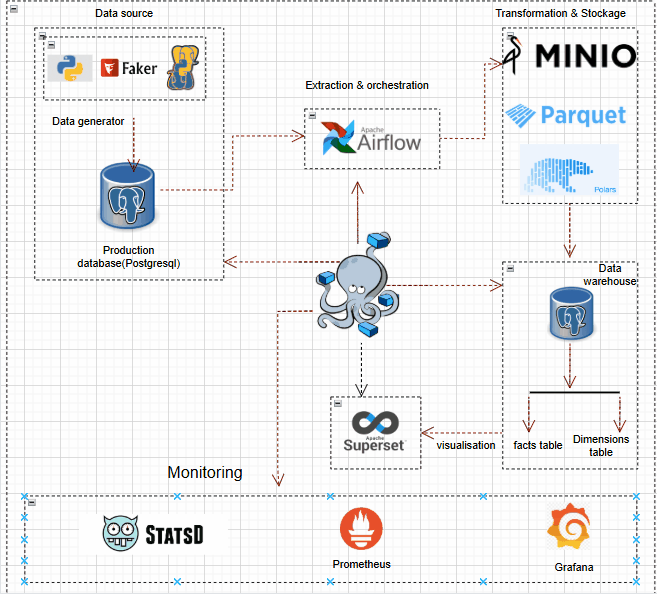 Data source
Transformation & Stockage
Faker
MINIO
Data generator
Extraction & orchestration
Parquet
Apache
Airflow
Polars
Production
database(Postgresql)
Data
warehouse
Apache
Superset
visualisation
facts table
Dimensions
table
Monitoring
STATSD
Prometheus
Grafana